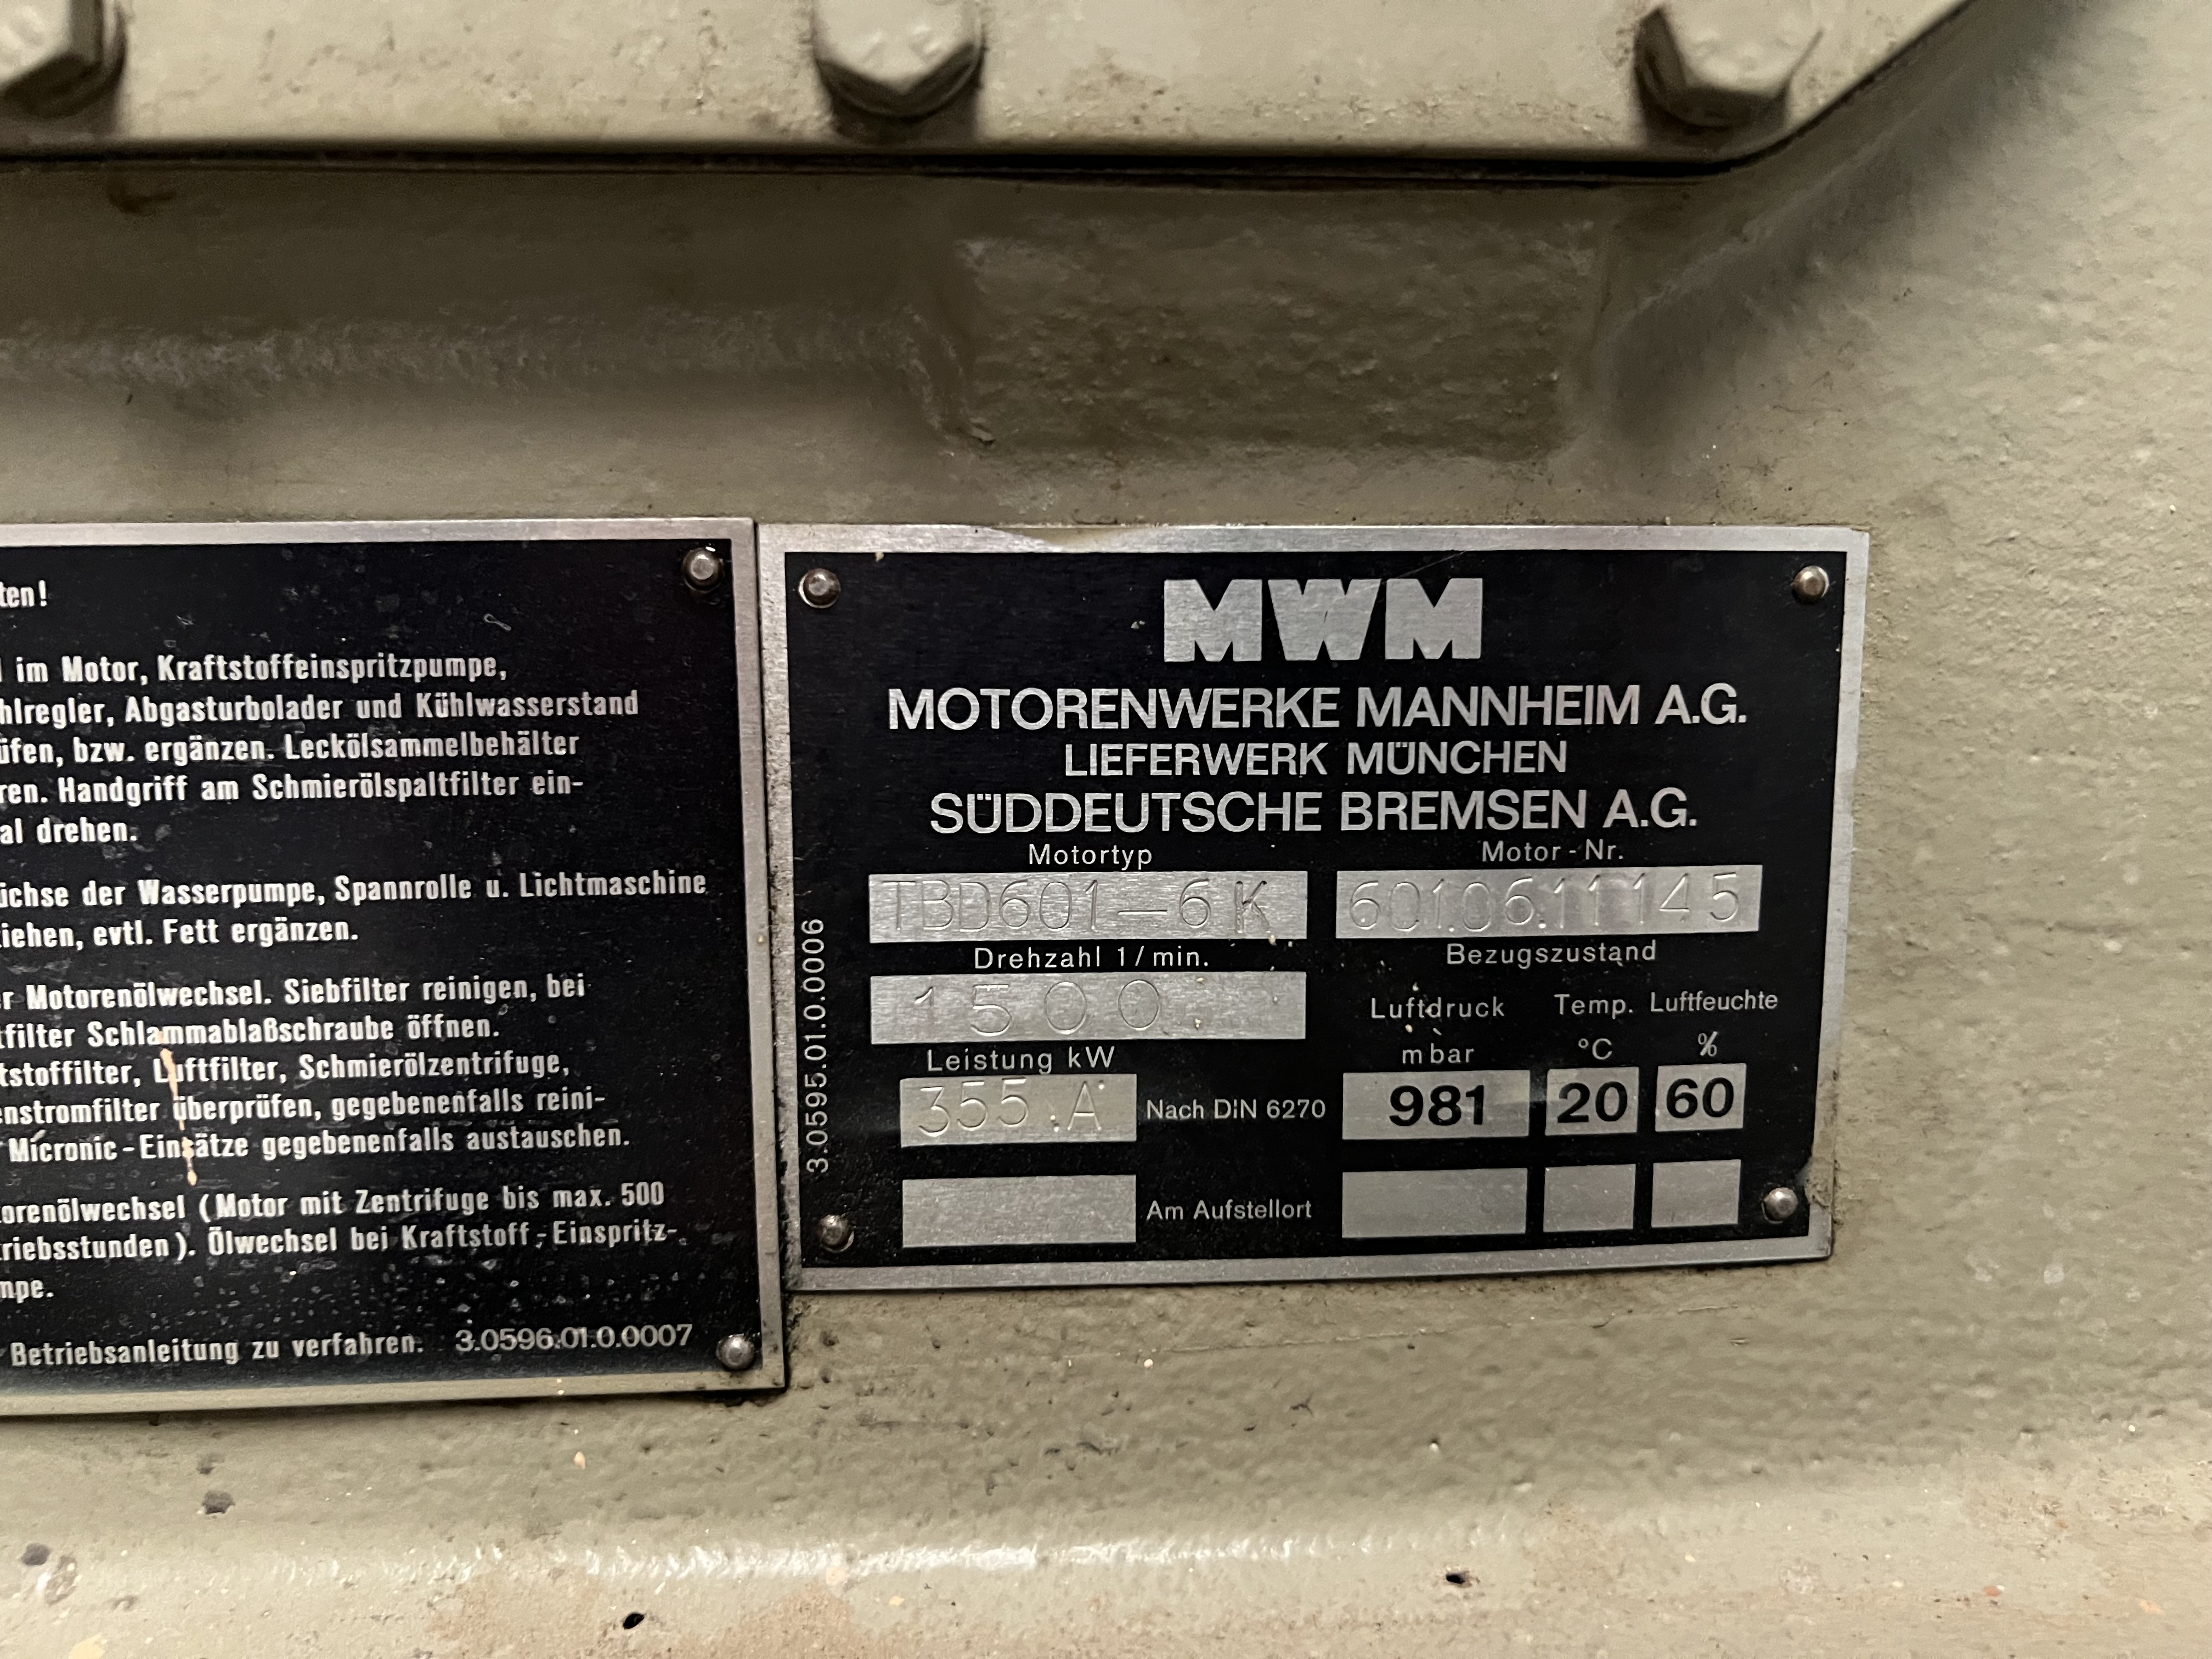 ten!
im Motor, Kraftstoffeinspritzpumpe,
hlregler, Abgasturbolader und Kühlwasserstand
üfen, bzw. ergänzen. Leckölsammelbehälter
ren. Handgriff am Schmierölspaltfilter ein-
al drehen.
üchse der Wasserpumpe, Spannrolle u. Lichtmaschine
iehen, evtl. Fett ergänzen.
r Motorenölwechsel. Siebfilter reinigen, bei
tfilter Schlammablaßschraube öffnen.
tstoffilter, Luftfilter, Schmierölzentrifuge,
enstromfilter überprüfen, gegebenenfalls reini-
Micronic-Einsätze gegebenenfalls austauschen.
orenölwechsel (Motor mit Zentrifuge bis max. 500
riebsstunden). Ölwechsel bei Kraftstoff-Einspritz-
mpe.
Betriebsanleitung zu verfahren. 3.0596.01.0.0007
MWM
MOTORENWERKE MANNHEIM A.G.
LIEFERWERK MÜNCHEN
SÜDDEUTSCHE BREMSEN A.G.
Motortyp Motor-Nr.
TBD601-6K 601.06.11145
Drehzahl 1/min. Bezugszustand
1500 Luftdruck Temp. Luftfeuchte
Leistung kW mbar °C %
355 A Nach DIN 6270 981 20 60
Am Aufstellort
3.0595.01.0.0006